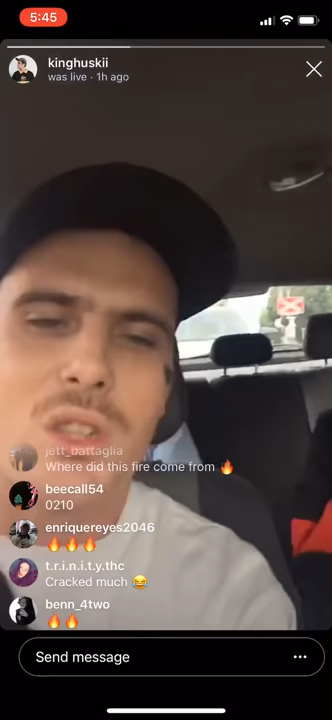 5:45
kinghuskii
was live · 1h ago
jett_battaglia
Where did this fire come from 🔥
beecall54
0210
enriquereyes2046
🔥🔥🔥
t.r.i.n.i.t.y.thc
Cracked much 😂
benn_4two
🔥🔥
Send message